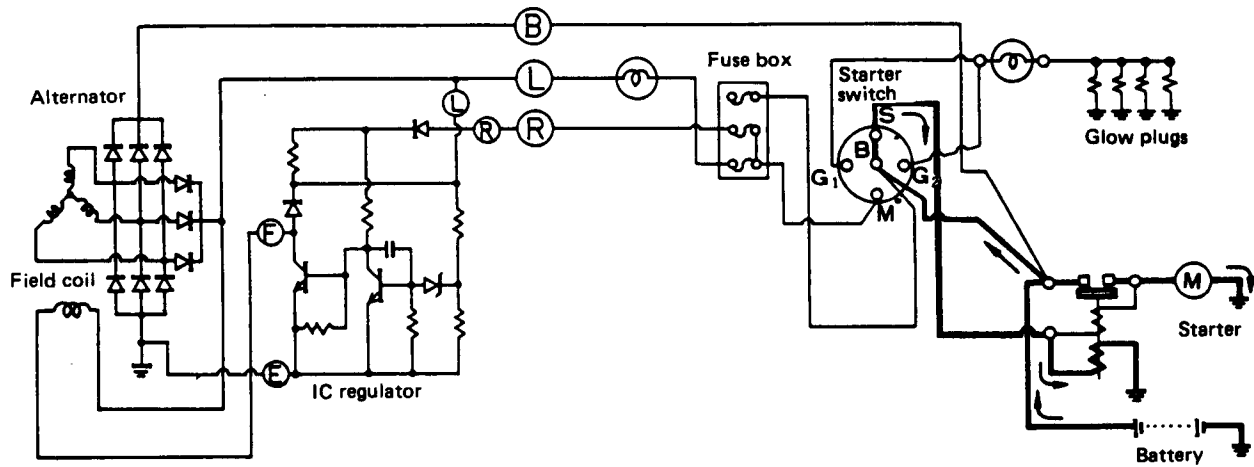 B
Fuse box
Starter switch
Alternator
L
L
R
R
S
B
G₁
G₂
M
Glow plugs
F
Field coil
E
IC regulator
M
Starter
Battery